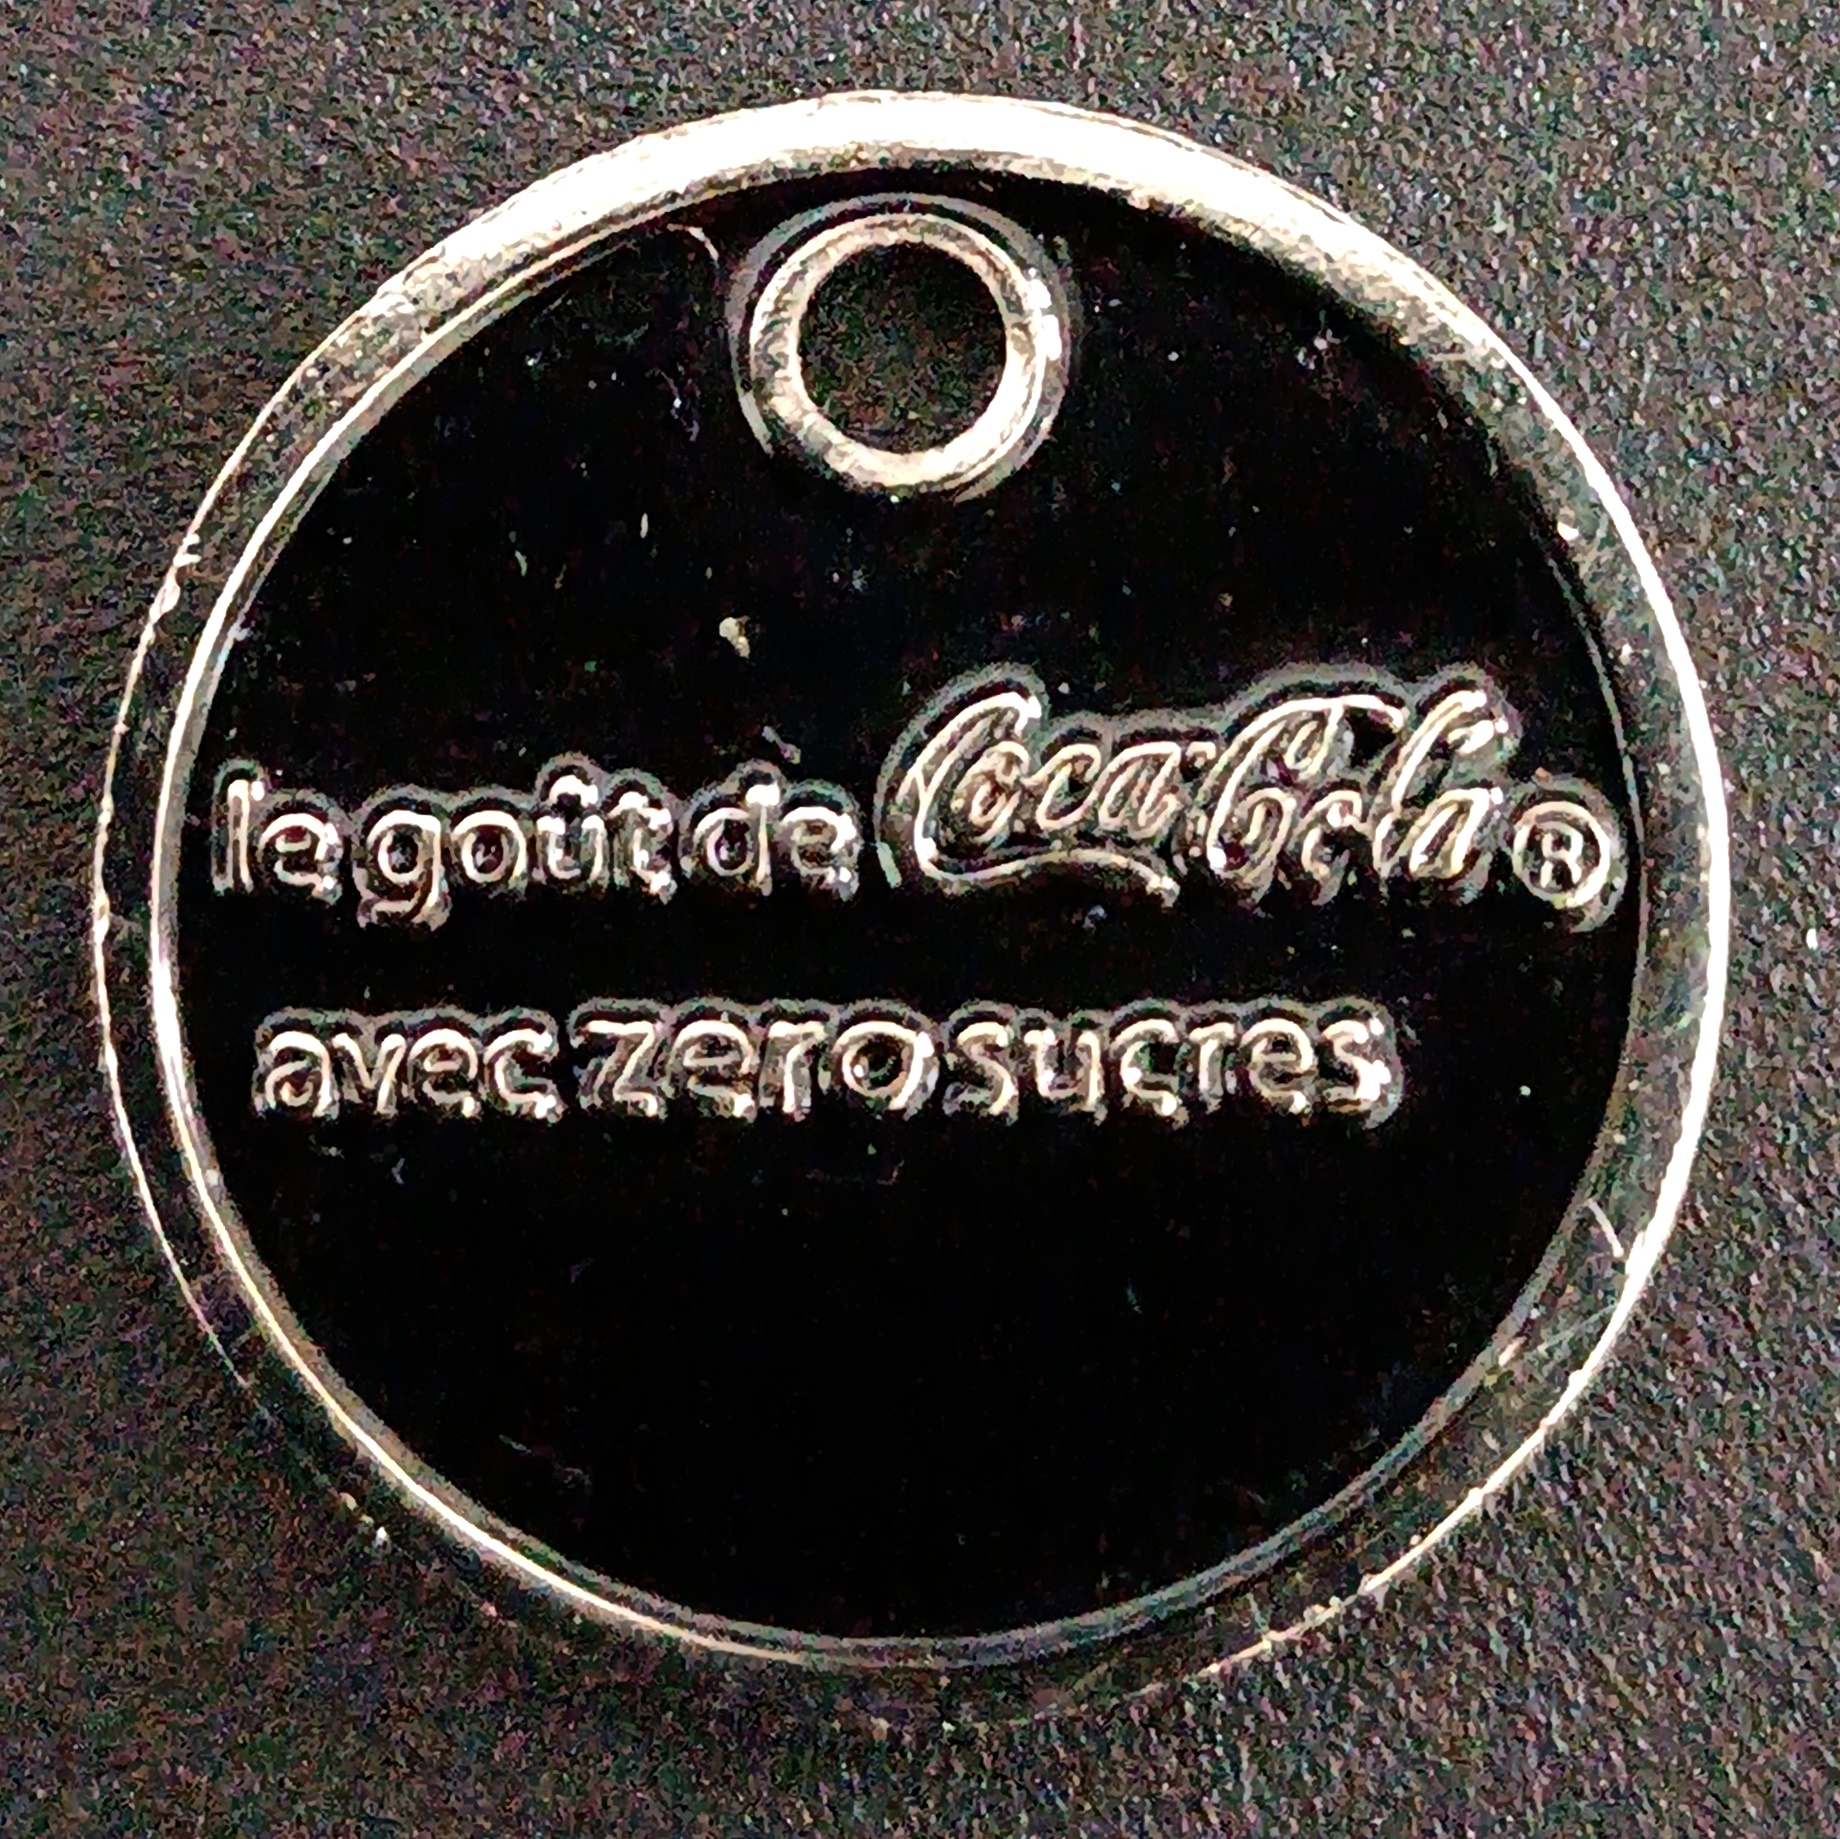 le goût de Coca-Cola ®
avec zero sucres